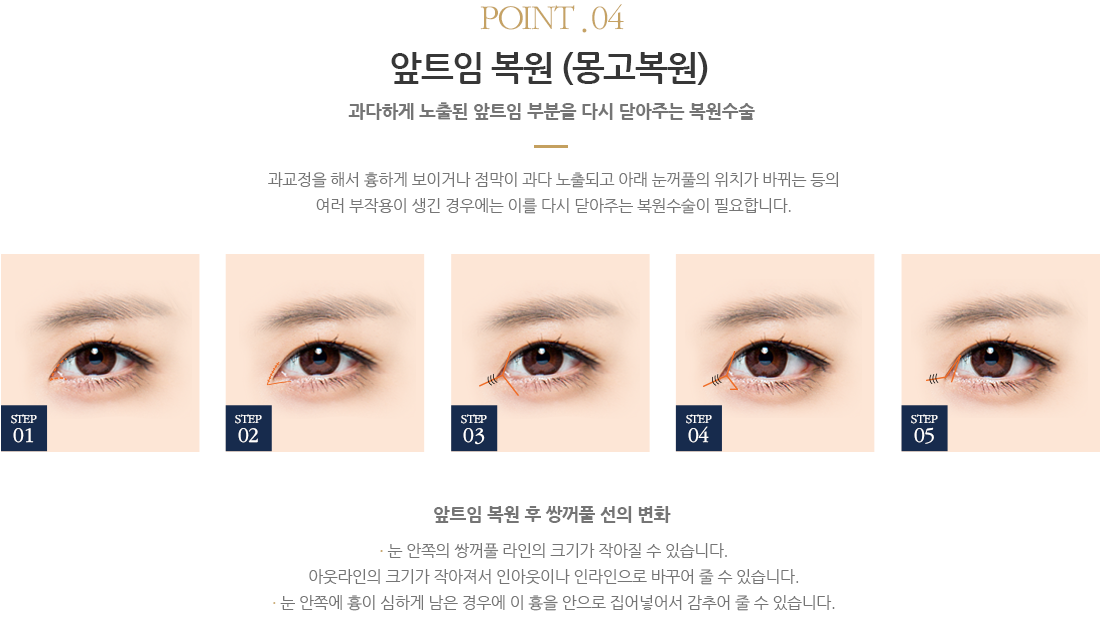 POINT .04
앞트임 복원 (몽고복원)
과다하게 노출된 앞트임 부분을 다시 닫아주는 복원수술
과교정을 해서 흉하게 보이거나 점막이 과다 노출되고 아래 눈꺼풀의 위치가 바뀌는 등의
여러 부작용이 생긴 경우에는 이를 다시 닫아주는 복원수술이 필요합니다.
STEP
01
STEP
02
STEP
03
STEP
04
STEP
05
앞트임 복원 후 쌍꺼풀 선의 변화
· 눈 안쪽의 쌍꺼풀 라인의 크기가 작아질 수 있습니다.
아웃라인의 크기가 작아져서 인아웃이나 인라인으로 바꾸어 줄 수 있습니다.
· 눈 안쪽에 흉이 심하게 남은 경우에 이 흉을 안으로 집어넣어서 감추어 줄 수 있습니다.